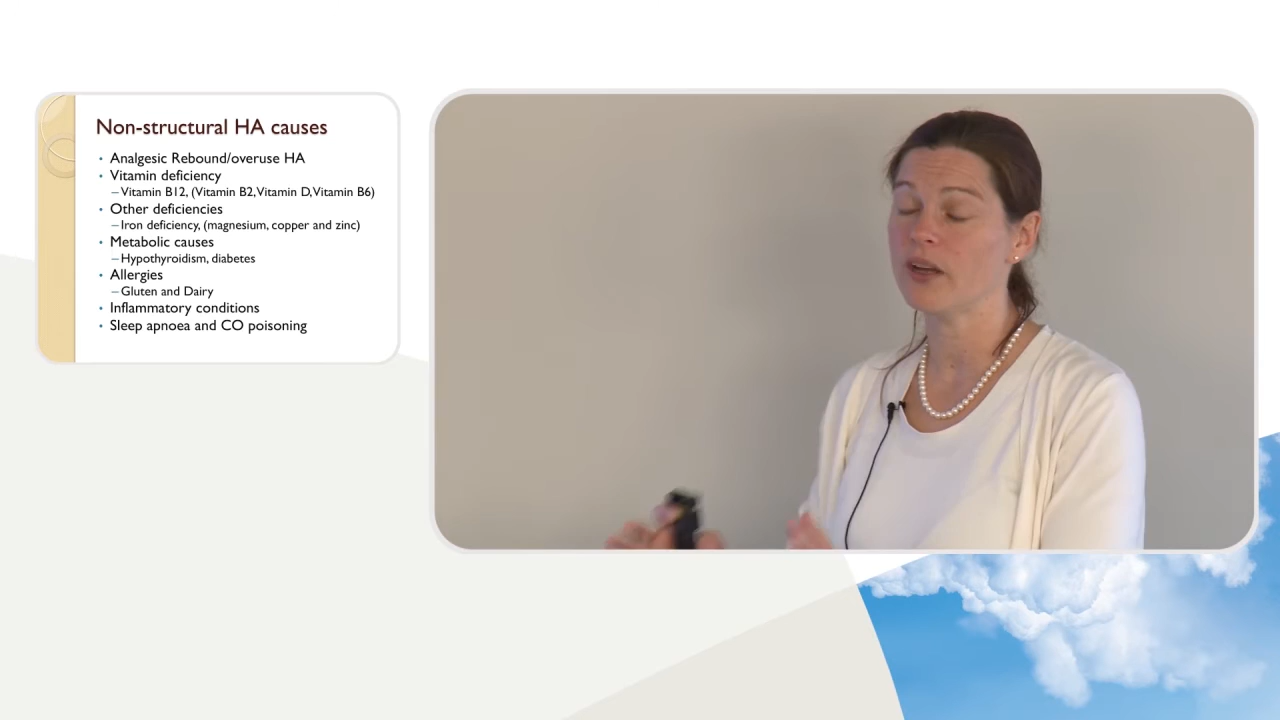 Non-structural HA causes
• Analgesic Rebound/overuse HA
• Vitamin deficiency
– Vitamin B12, (Vitamin B2, Vitamin D, Vitamin B6)
• Other deficiencies
– Iron deficiency, (magnesium, copper and zinc)
• Metabolic causes
– Hypothyroidism, diabetes
• Allergies
– Gluten and Dairy
• Inflammatory conditions
• Sleep apnoea and CO poisoning